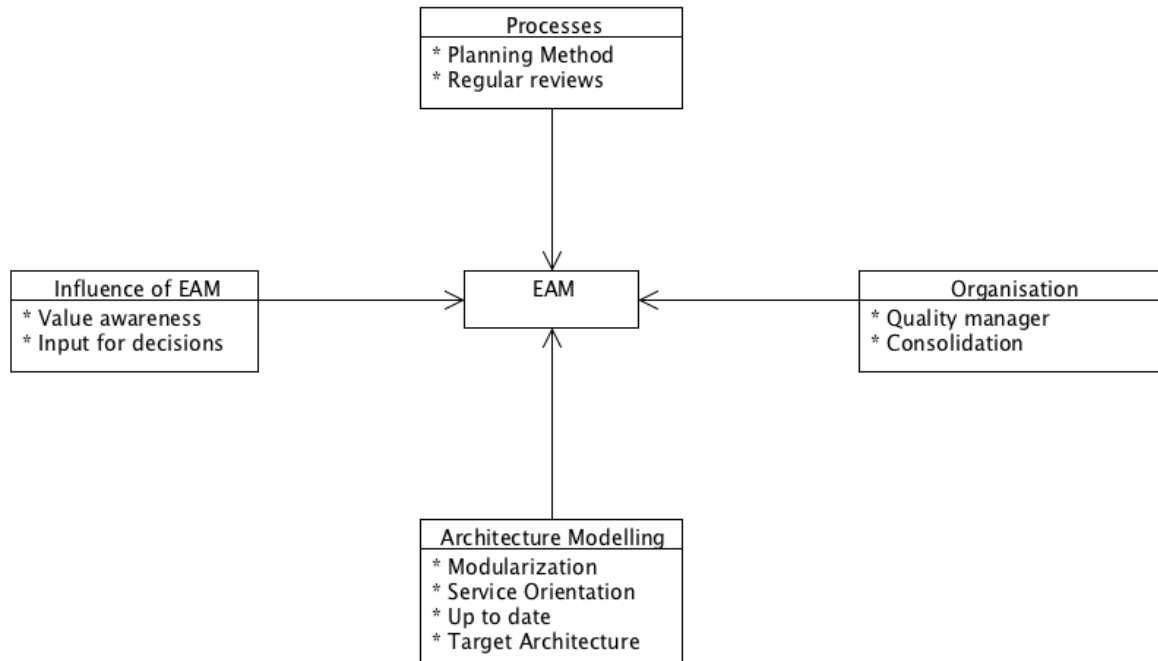 Processes
* Planning Method
* Regular reviews
Influence of EAM
* Value awareness
* Input for decisions
EAM
Organisation
* Quality manager
* Consolidation
Architecture Modelling
* Modularization
* Service Orientation
* Up to date
* Target Architecture